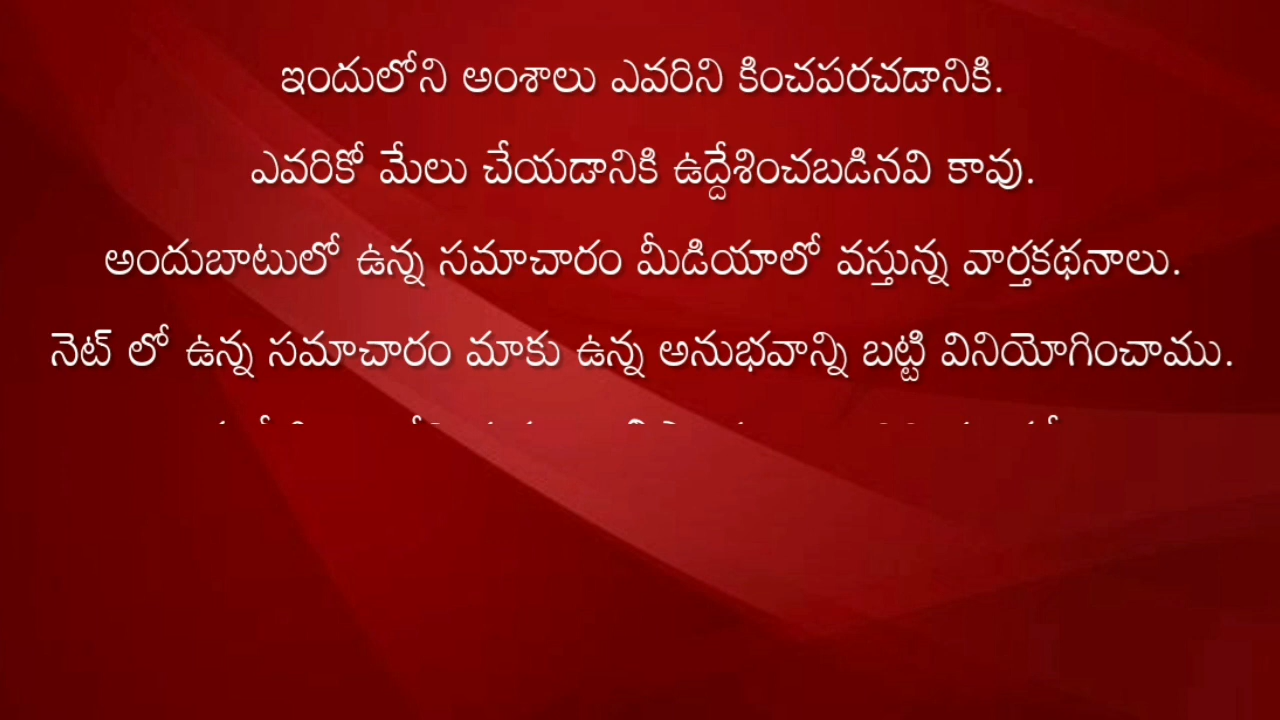 ఇందులోని అంశాలు ఎవరిని కించపరచడానికి.
ఎవరికో మేలు చేయడానికి ఉద్దేశించబడినవి కావు.
అందుబాటులో ఉన్న సమాచారం మీడియాలో వస్తున్న వార్తకథనాలు.
నెట్ లో ఉన్న సమాచారం మాకు ఉన్న అనుభవాన్ని బట్టి వినియోగించాము.